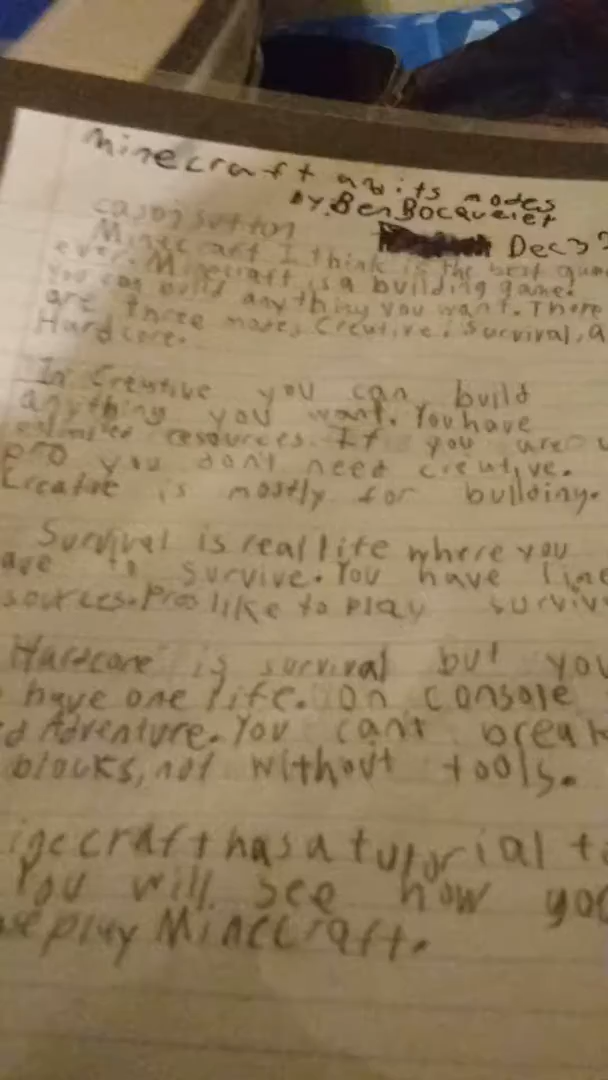 Minecraft and its modes
by, Ben Bocquelet
Cason Sutton
Dec 3
Minecraft I think is the best game
ever. Minecraft is a building game.
You can build anything you want. There
are three modes, Creative, Survival, a
Hardcore.
In Creative you can build
anything you want. You have
resources. If you are
pro you don't need creative.
Creative is mostly for building.
Survival is real life where you
ave to survive. You have
sources. Pros like to play surviv
Hardcore is survival but you
have one life. On console
d Adventure. You can't break
blocks, not without tools.
inecraft has a tutorial to
You will see how you
play Minecraft.